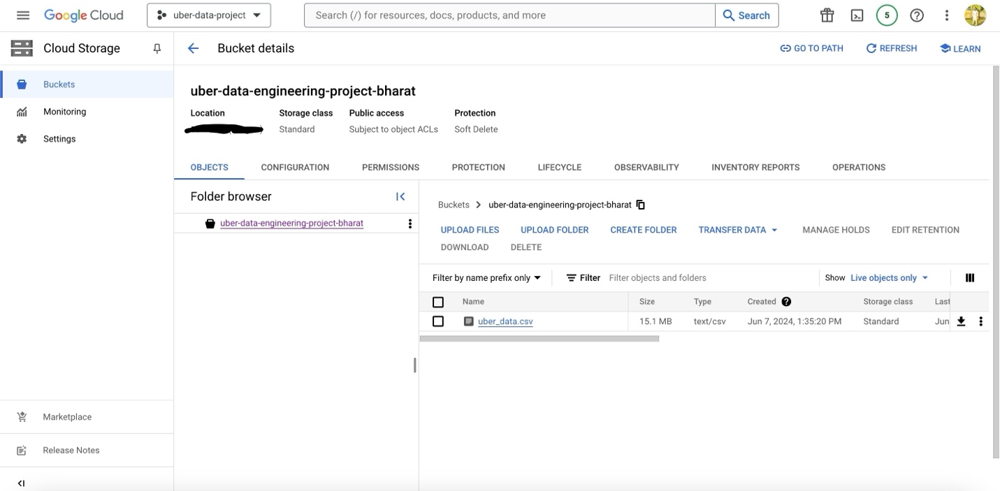 Google Cloud uber-data-project Search (/) for resources, docs, products, and more Search 5
Cloud Storage Bucket details GO TO PATH REFRESH LEARN
Buckets
Monitoring
Settings
uber-data-engineering-project-bharat
Location Storage class Public access Protection
Standard Subject to object ACLs Soft Delete
OBJECTS CONFIGURATION PERMISSIONS PROTECTION LIFECYCLE OBSERVABILITY INVENTORY REPORTS OPERATIONS
Folder browser
uber-data-engineering-project-bharat
Buckets uber-data-engineering-project-bharat
UPLOAD FILES UPLOAD FOLDER CREATE FOLDER TRANSFER DATA MANAGE HOLDS EDIT RETENTION
DOWNLOAD DELETE
Filter by name prefix only Filter Filter objects and folders Show Live objects only
Name Size Type Created Storage class Last
uber_data.csv 15.1 MB text/csv Jun 7, 2024, 1:35:20 PM Standard Jun
Marketplace
Release Notes